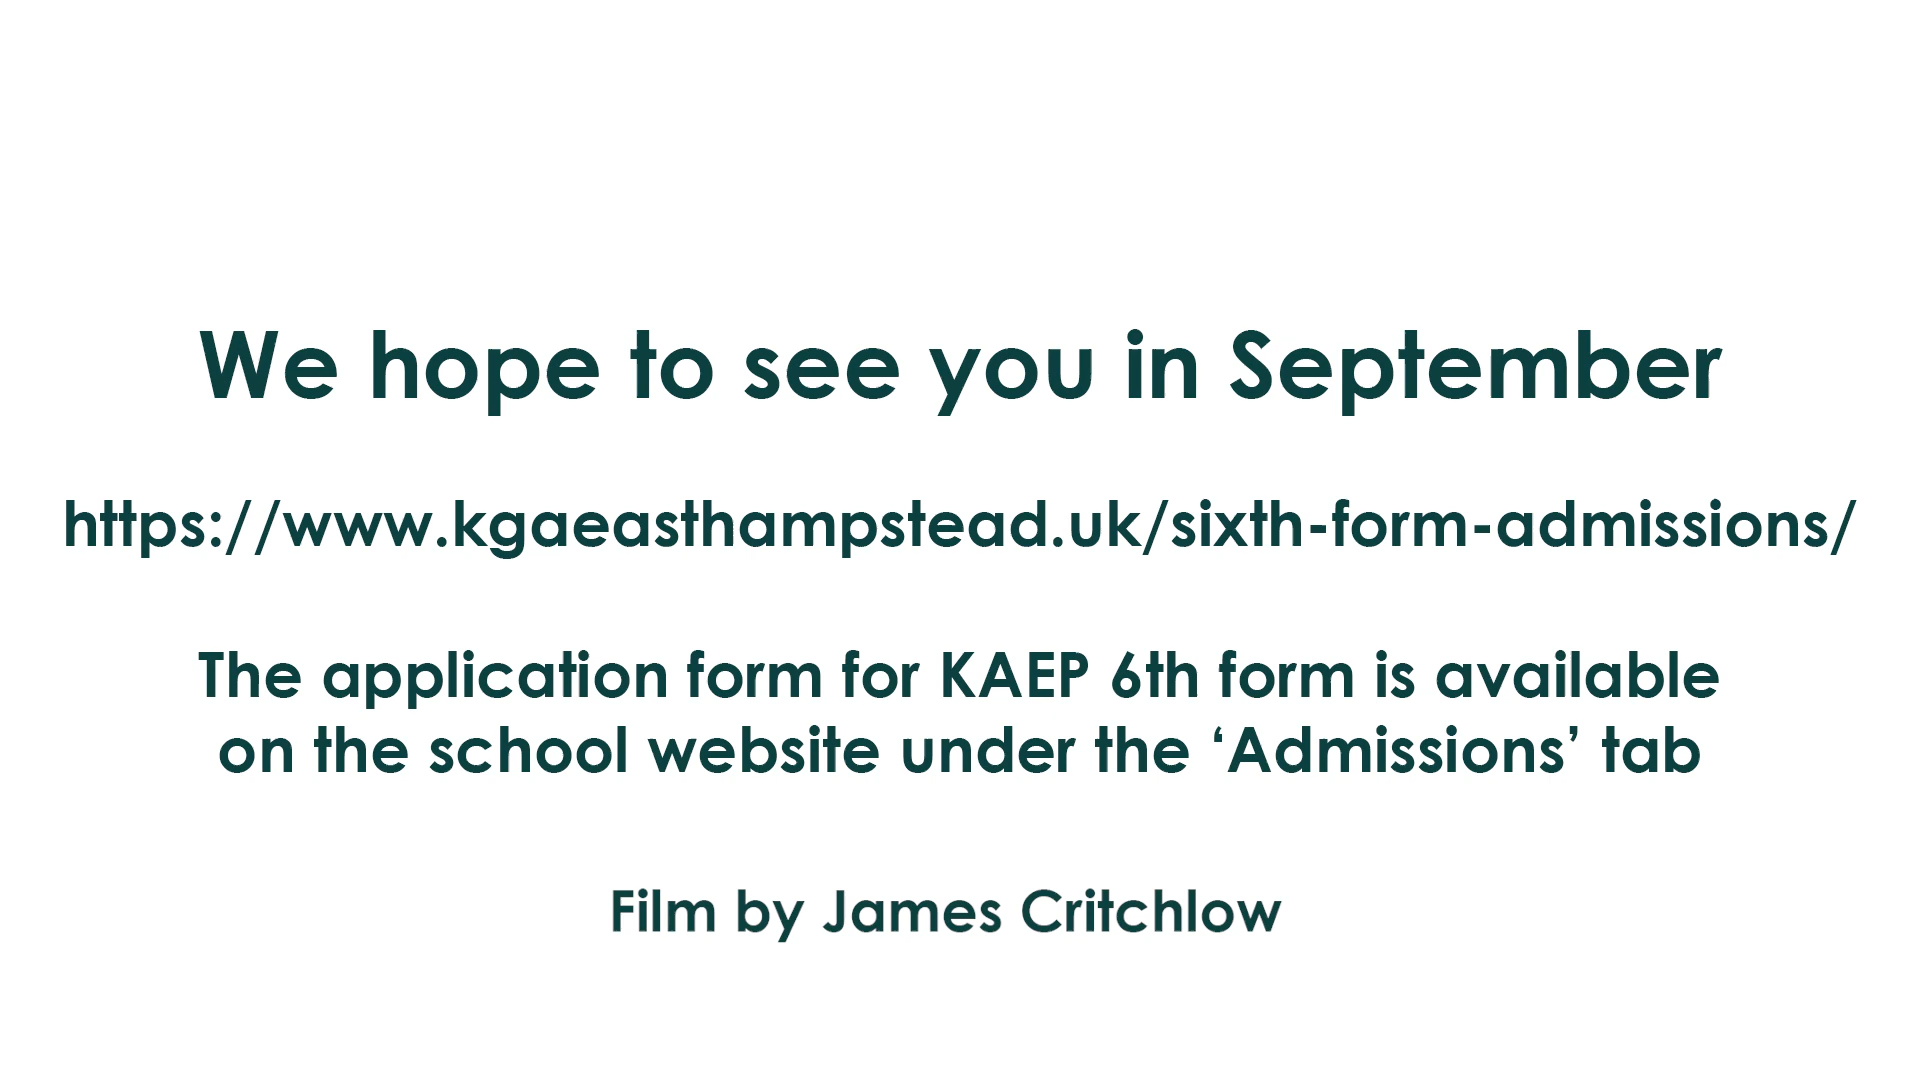 We hope to see you in September
https://www.kgaeasthampstead.uk/sixth-form-admissions/
The application form for KAEP 6th form is available
on the school website under the ‘Admissions’ tab
Film by James Critchlow